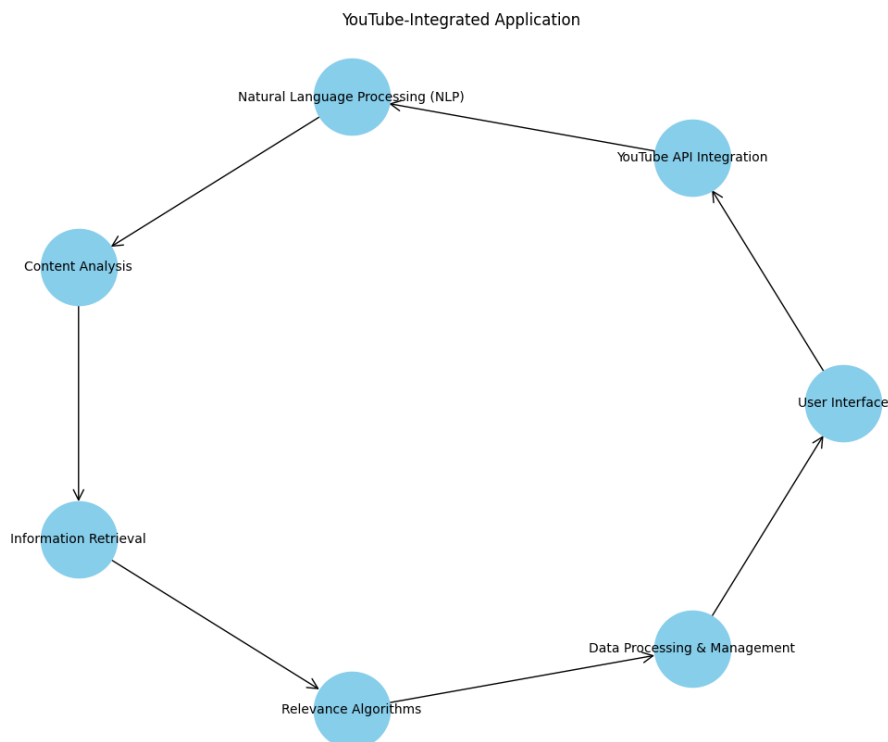 YouTube-Integrated Application
Natural Language Processing (NLP)
YouTube API Integration
Content Analysis
User Interface
Information Retrieval
Data Processing & Management
Relevance Algorithms